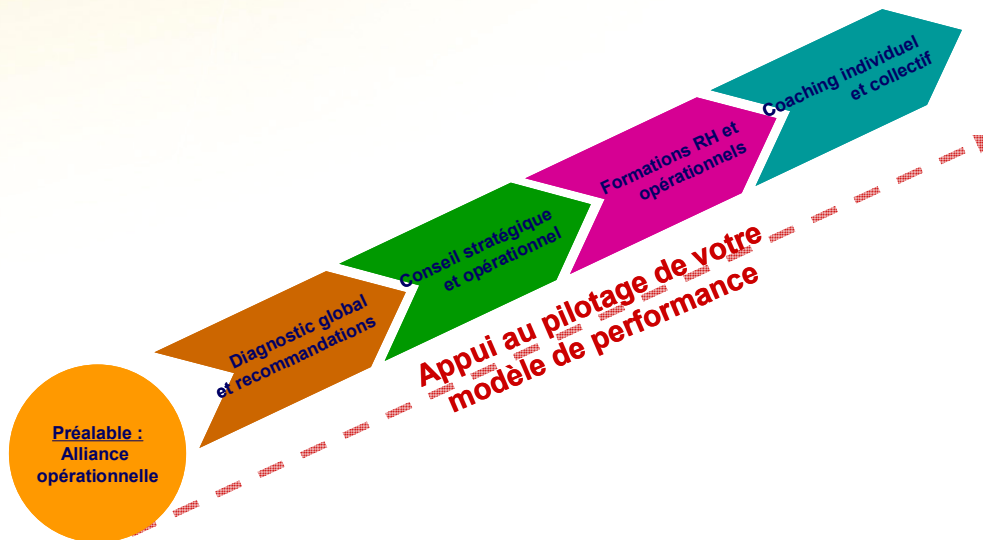 Préalable :
Alliance
opérationnelle
Diagnostic global
et recommandations
Conseil stratégique
et opérationnel
Formations RH et
opérationnels
Coaching individuel
et collectif
Appui au pilotage de votre
modèle de performance